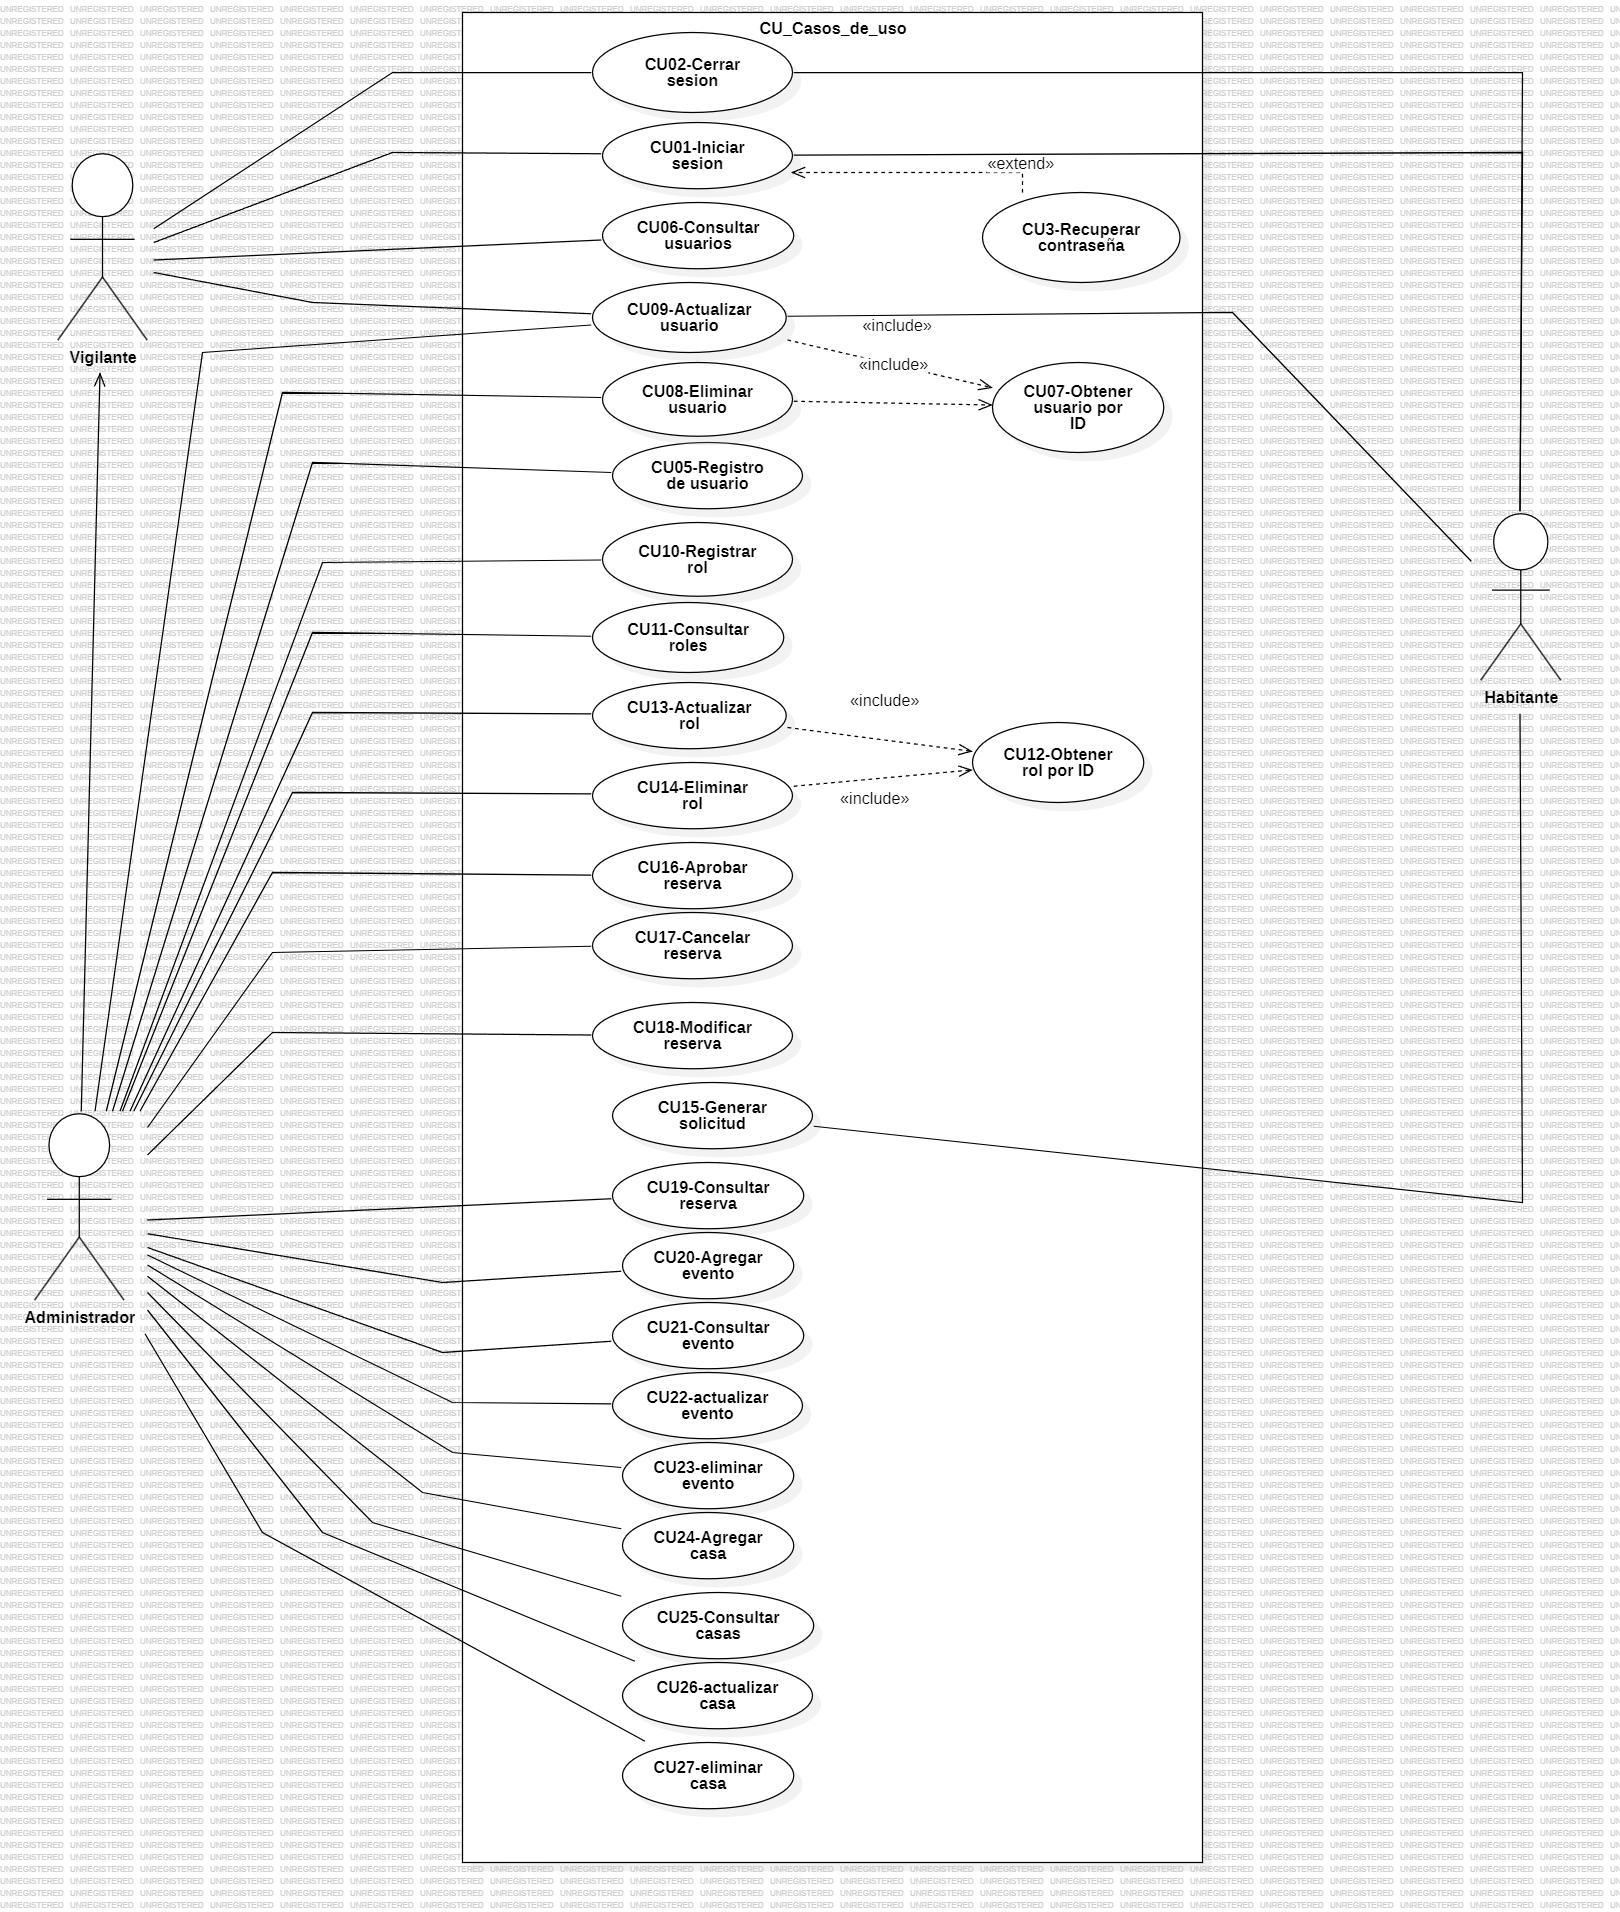 CU_Casos_de_uso
CU02-Cerrar
sesion
CU01-Iniciar
sesion
«extend»
CU3-Recuperar
contraseña
CU06-Consultar
usuarios
Vigilante
CU09-Actualizar
usuario
«include»
«include»
CU08-Eliminar
usuario
CU07-Obtener
usuario por
ID
CU05-Registro
de usuario
CU10-Registrar
rol
CU11-Consultar
roles
Habitante
CU13-Actualizar
rol
«include»
CU12-Obtener
rol por ID
CU14-Eliminar
rol
«include»
CU16-Aprobar
reserva
CU17-Cancelar
reserva
CU18-Modificar
reserva
CU15-Generar
solicitud
CU19-Consultar
reserva
CU20-Agregar
evento
Administrador
CU21-Consultar
evento
CU22-actualizar
evento
CU23-eliminar
evento
CU24-Agregar
casa
CU25-Consultar
casas
CU26-actualizar
casa
CU27-eliminar
casa
UNREGISTERED